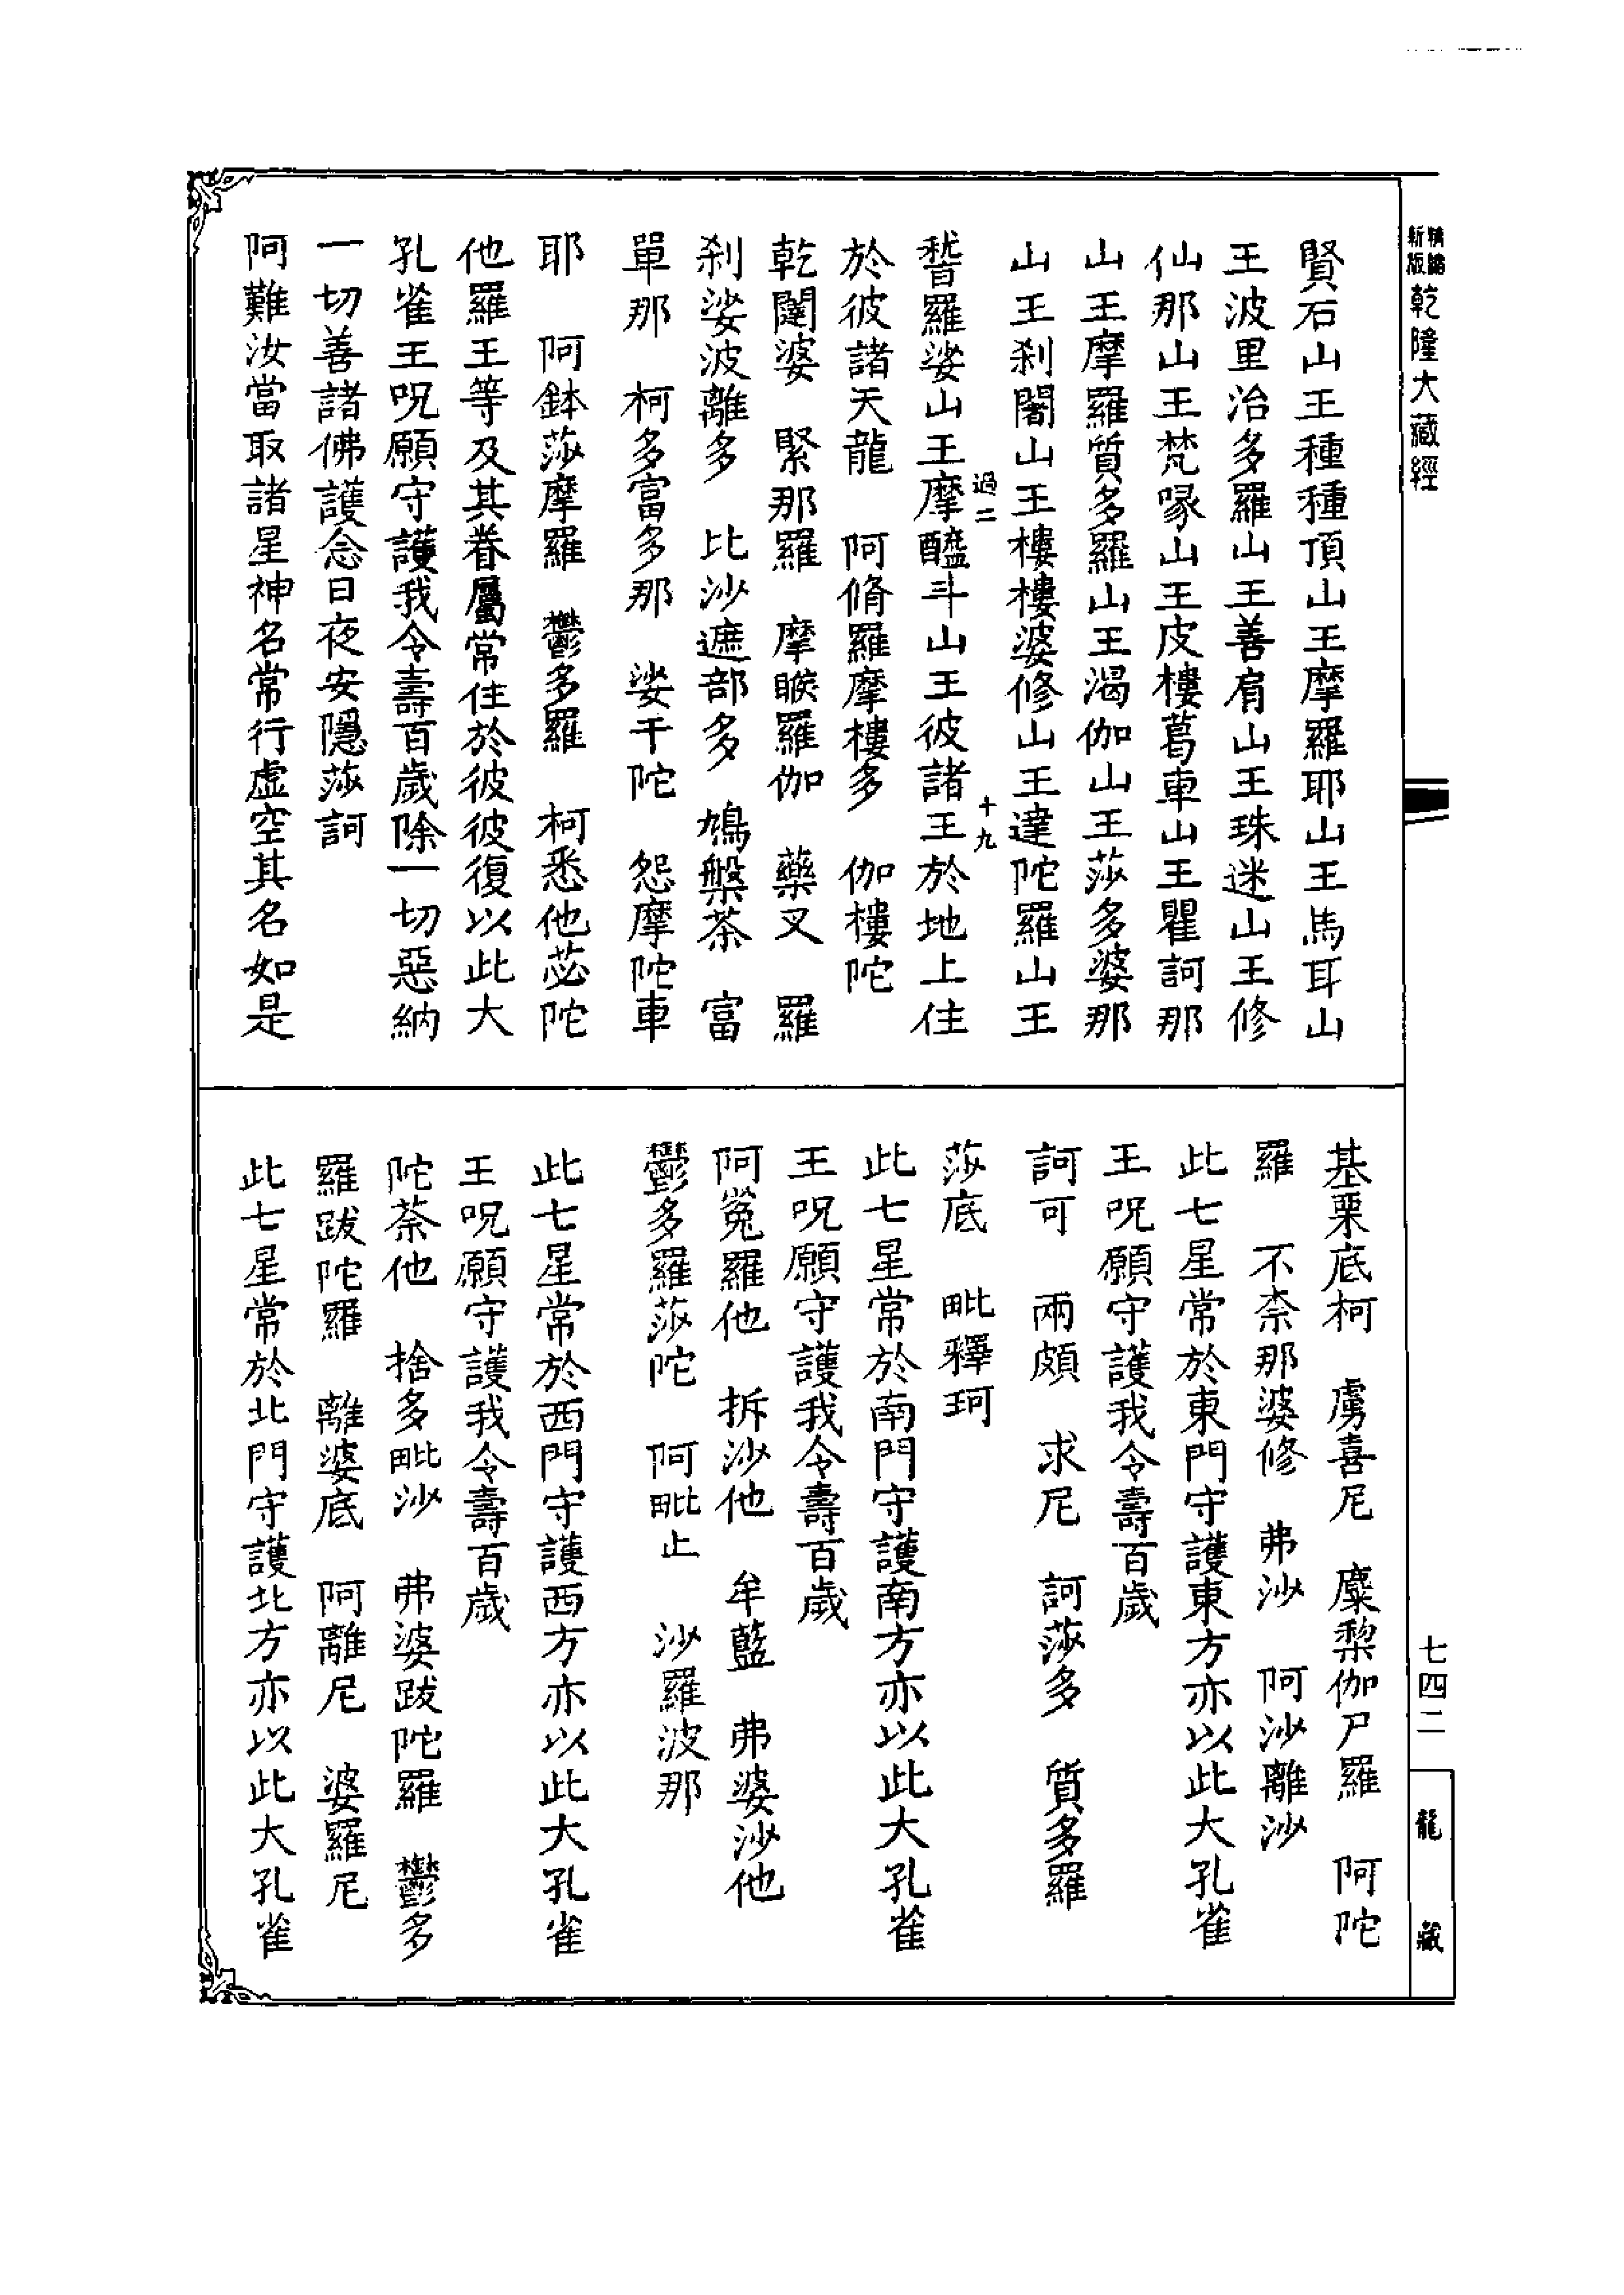 新版精譌乾隆大藏經
賢石山王種種頂山王摩羅耶山王馬耳山
王波里治多羅山王善肩山王珠迷山王修
仙那山王梵喙山王皮樓葛車山王瞿訶那
山王摩羅質多羅山王渴伽山王莎多婆那
山王刹闍山王樓樓婆修山王達陀羅山王
過二 十九
嵇羅娑山王摩醯斗山王彼諸王於地上住
於彼諸天龍 阿脩羅摩樓多 伽樓陀
乾闥婆 緊那羅 摩睺羅伽 藥叉 羅
刹娑波離多 比沙遮部多 鳩槃茶 富
單那 柯多富多那 娑干陀 怨摩陀車
耶 阿鉢莎摩羅 鬱多羅 柯悉他苾陀
他羅王等及其眷屬常住於彼彼復以此大
孔雀王呪願守護我令壽百歲除一切惡納
一切善諸佛護念日夜安隱莎訶
阿難汝當取諸星神名常行虛空其名如是
基栗底柯 虜喜尼 麋梨伽尸羅 阿陀
羅 不柰那婆修 弗沙 阿沙離沙
此七星常於東門守護東方亦以此大孔雀
王呪願守護我令壽百歲
訶可 兩頗 求尼 訶莎多 質多羅
莎底 毗釋珂
此七星常於南門守護南方亦以此大孔雀
王呪願守護我令壽百歲
阿㝹羅他 拆沙他 牟藍 弗婆沙他
鬱多羅莎陀 阿毗止 沙羅波那
此七星常於西門守護西方亦以此大孔雀
王呪願守護我令壽百歲
陀荼他 捨多毗沙 弗婆跋陀羅 鬱多
羅跋陀羅 離婆底 阿離尼 婆羅尼
此七星常於北門守護北方亦以此大孔雀
七四二
龍藏